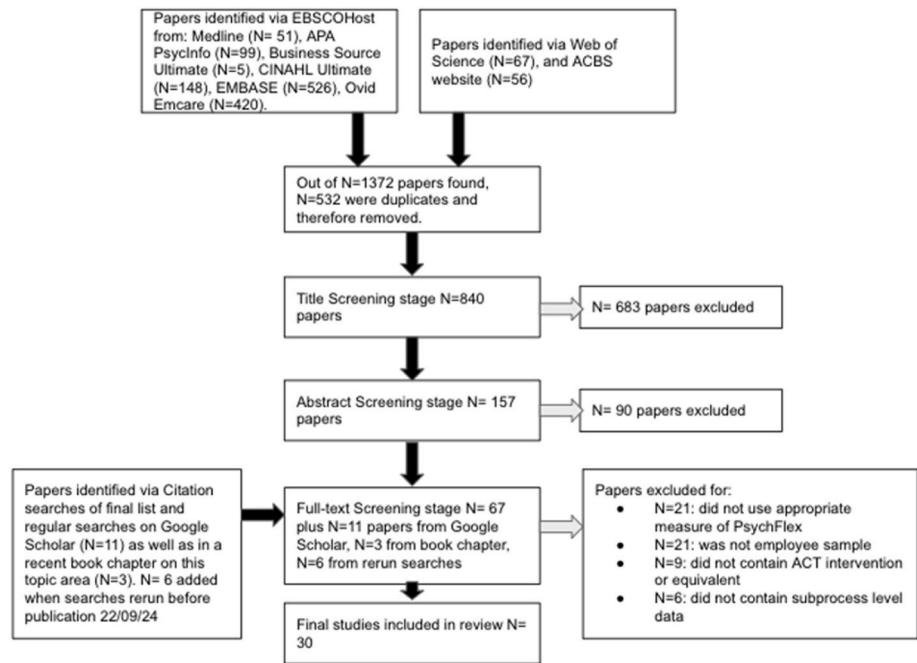 Papers identified via EBSCOHost
from: Medline (N= 51), APA
PsycInfo (N=99), Business Source
Ultimate (N=5), CINAHL Ultimate
(N=148), EMBASE (N=526), Ovid
Emcare (N=420).
Papers identified via Web of
Science (N=67), and ACBS
website (N=56)
Out of N=1372 papers found,
N=532 were duplicates and
therefore removed.
Title Screening stage N=840
papers
N= 683 papers excluded
Abstract Screening stage N= 157
papers
N= 90 papers excluded
Papers identified via Citation
searches of final list and
regular searches on Google
Scholar (N=11) as well as in a
recent book chapter on this
topic area (N=3). N= 6 added
when searches rerun before
publication 22/09/24
Full-text Screening stage N= 67
plus N=11 papers from Google
Scholar, N=3 from book chapter,
N=6 from rerun searches
Papers excluded for:
● N=21: did not use appropriate
measure of PsychFlex
● N=21: was not employee sample
● N=9: did not contain ACT intervention
or equivalent
● N=6: did not contain subprocess level
data
Final studies included in review N=
30